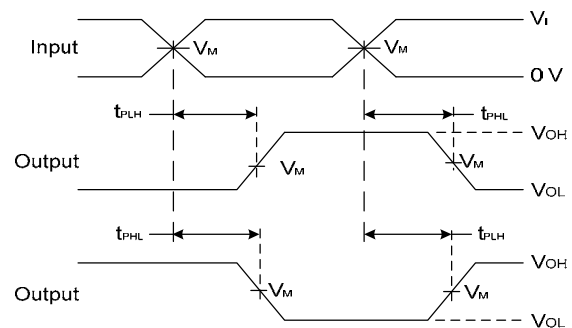 VI
Input VM VM
0 V
tPLH tPHL
VOH
Output VM VM
VOL
tPHL tPLH
VOH
VM VM
Output
VOL